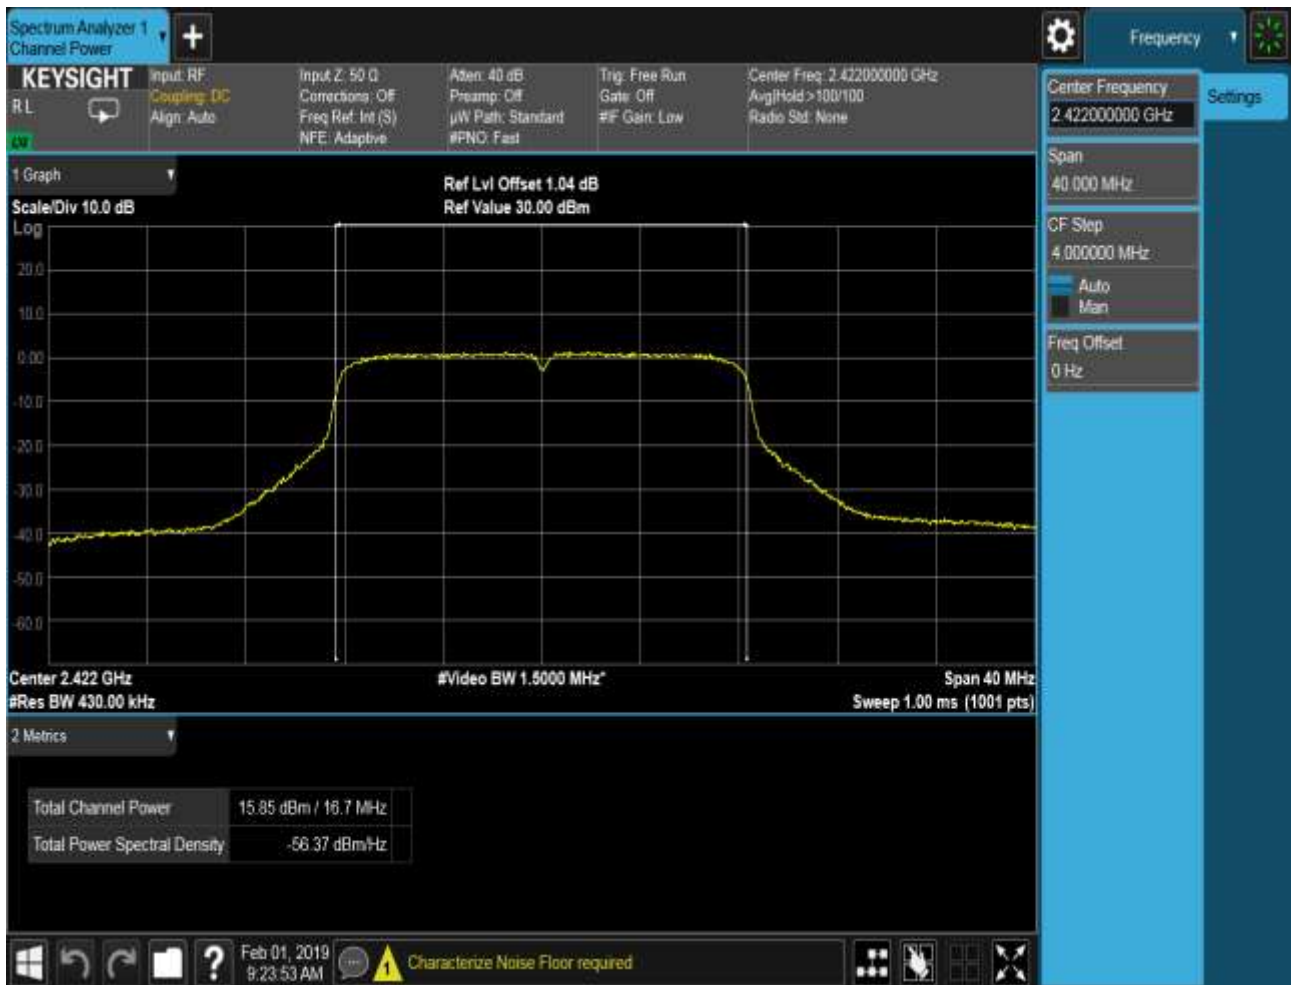 Spectrum Analyzer 1
Channel Power
+
Frequency
KEYSIGHT
R L
Input: RF
Coupling: DC
Align: Auto
Input Z: 50 Ω
Corrections: Off
Freq Ref: Int (S)
NFE: Adaptive
Atten: 40 dB
Preamp: Off
µW Path: Standard
#PNO: Fast
Trig: Free Run
Gate: Off
#IF Gain: Low
Center Freq: 2.422000000 GHz
Avg|Hold:>100/100
Radio Std: None
Center Frequency
2.422000000 GHz
Settings
Span
40.000 MHz
CF Step
4.000000 MHz
Auto
Man
Freq Offset
0 Hz
1 Graph
Scale/Div 10.0 dB
Ref Lvl Offset 1.04 dB
Ref Value 30.00 dBm
Log
20.0
10.0
0.00
-10.0
-20.0
-30.0
-40.0
-50.0
-60.0
Center 2.422 GHz
#Video BW 1.5000 MHz*
Span 40 MHz
#Res BW 430.00 kHz
Sweep 1.00 ms (1001 pts)
2 Metrics
Total Channel Power
15.85 dBm / 16.7 MHz
Total Power Spectral Density
-56.37 dBm/Hz
?
Feb 01, 2019
9:23:53 AM
1
Characterize Noise Floor required